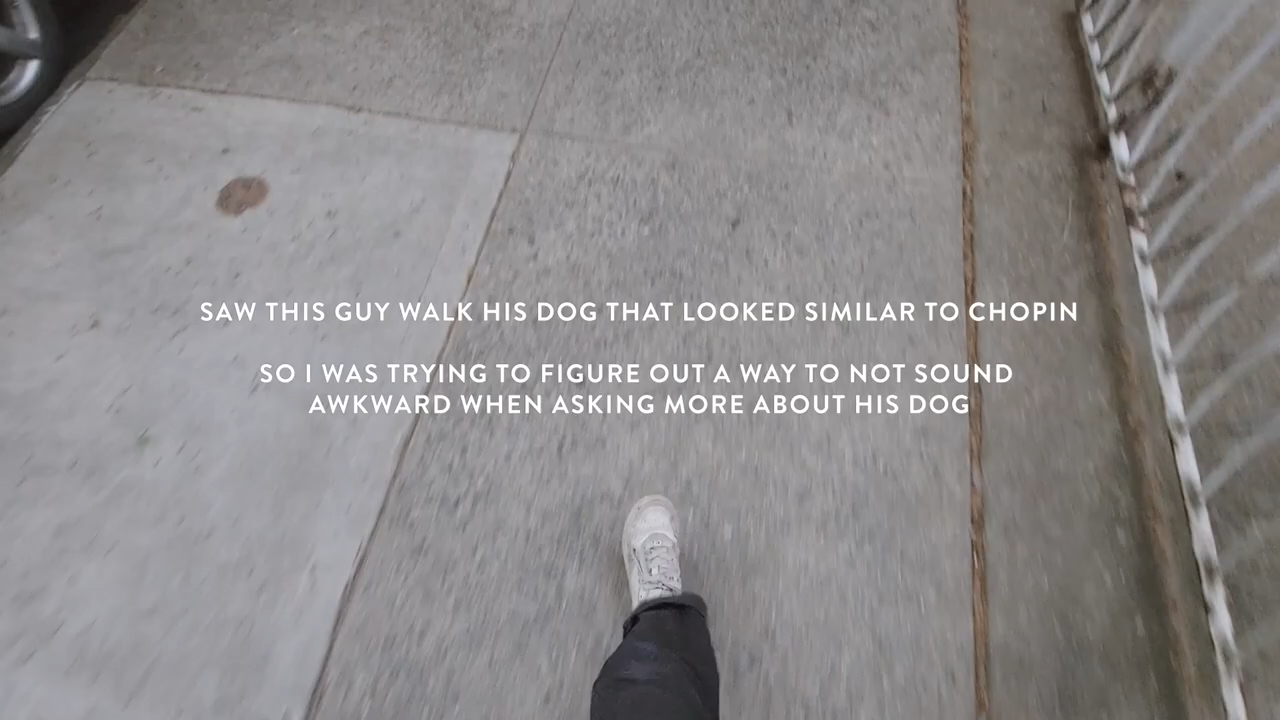 SAW THIS GUY WALK HIS DOG THAT LOOKED SIMILAR TO CHOPIN
SO I WAS TRYING TO FIGURE OUT A WAY TO NOT SOUND
AWKWARD WHEN ASKING MORE ABOUT HIS DOG